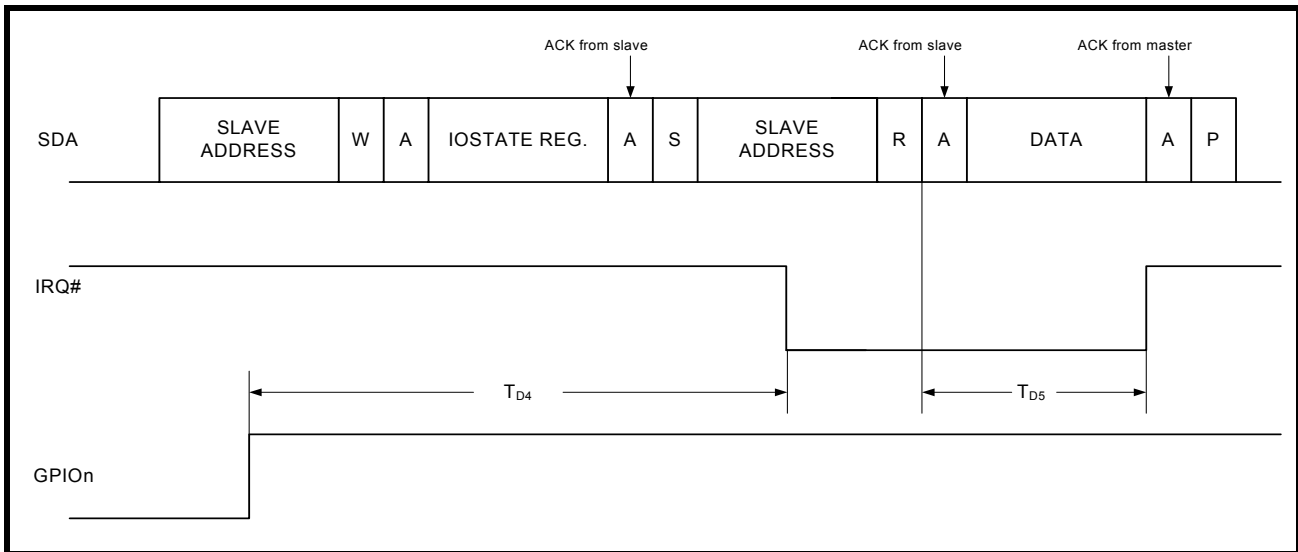 ACK from slave
ACK from slave
ACK from master
SDA
SLAVE
ADDRESS
W
A
IOSTATE REG.
A
S
SLAVE
ADDRESS
R
A
DATA
A
P
IRQ#
TD4
TD5
GPIOn